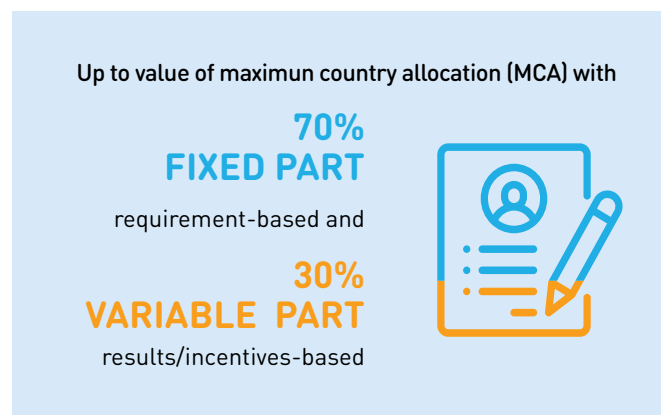 Up to value of maximun country allocation (MCA) with
70%
FIXED PART
requirement-based and
30%
VARIABLE PART
results/incentives-based